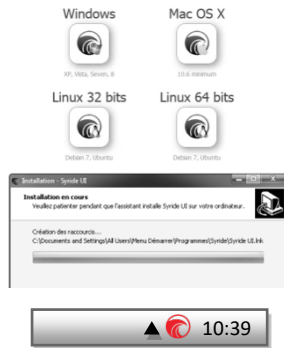 Windows
Mac OS X
XP, Vista, Seven, 8
10.6 minimum
Linux 32 bits
Linux 64 bits
Debian 7, Ubuntu
Debian 7, Ubuntu
Installation - Syride UI
Installation en cours
Veuillez patienter pendant que l'assistant installe Syride UI sur votre ordinateur.
Création des raccourcis...
C:\Documents and Settings\All Users\Menu Démarrer\Programmes\Syride\Syride UI.lnk
10:39